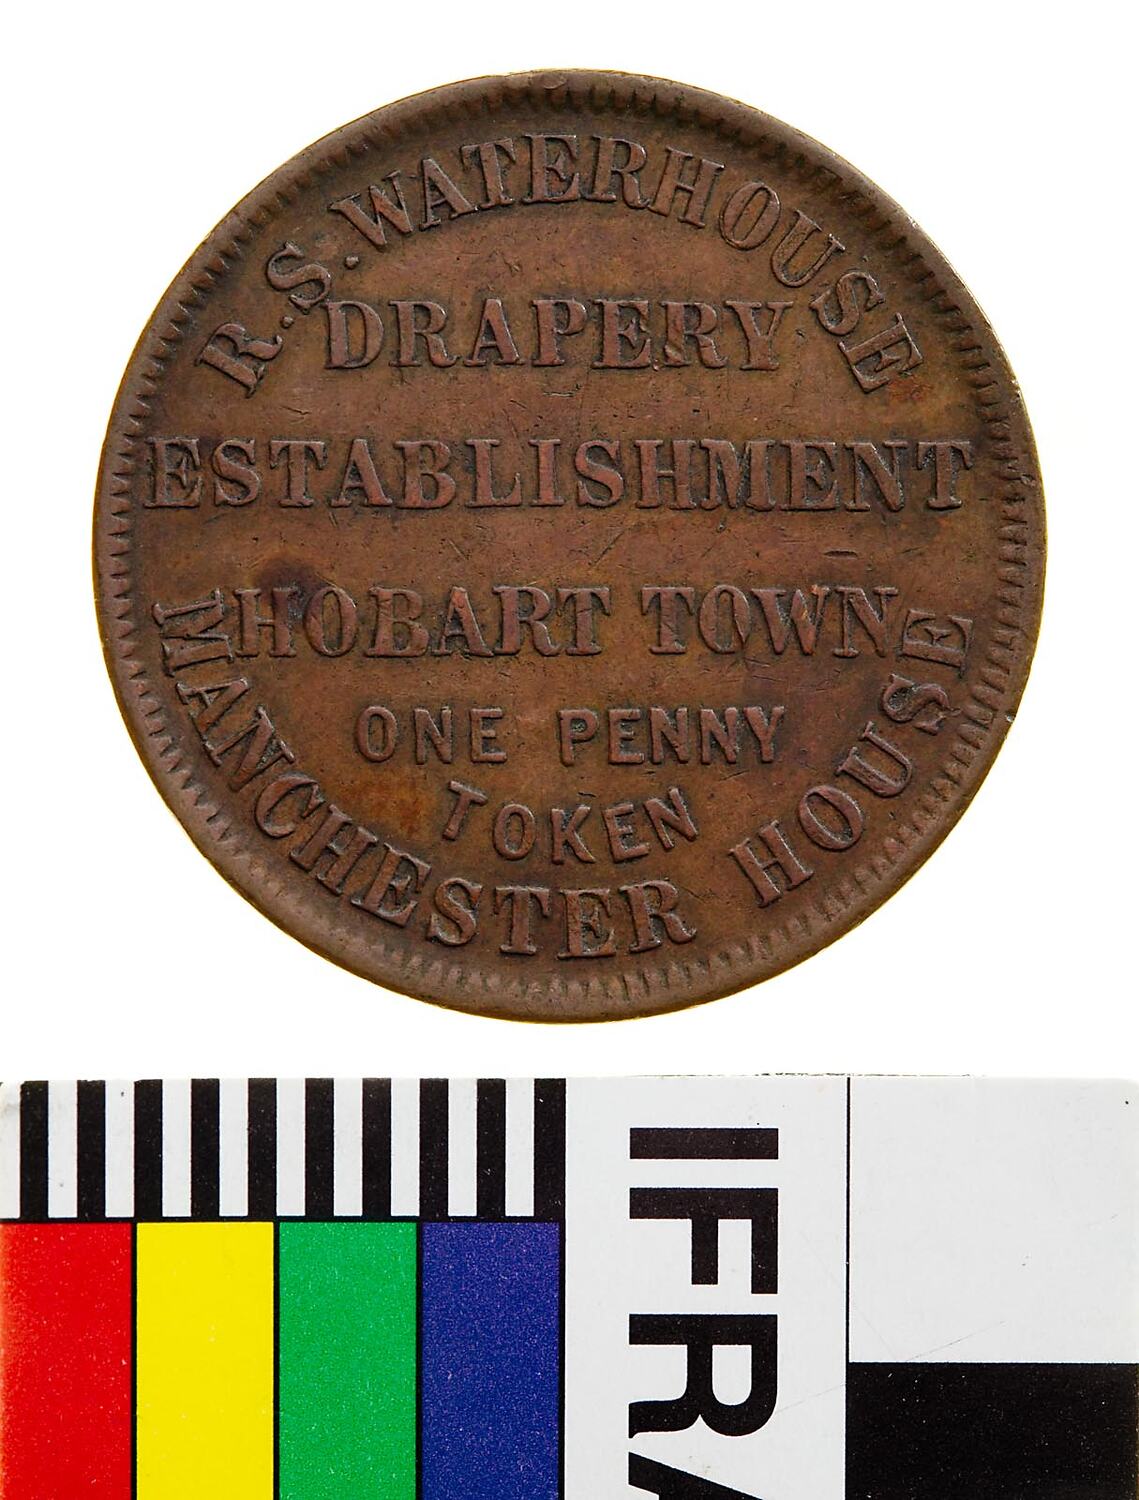 R.S. WATERHOUSE
DRAPERY
ESTABLISHMENT
HOBART TOWN
ONE PENNY
TOKEN
MANCHESTER HOUSE
IFRA